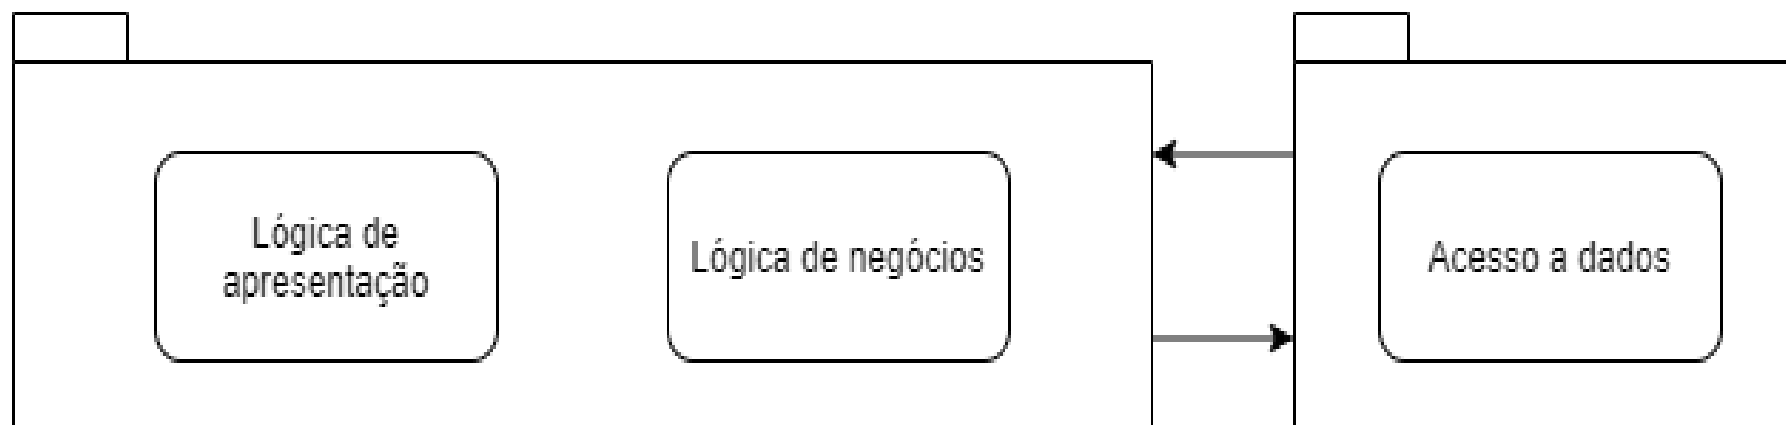 Lógica de
apresentação
Lógica de negócios
Acesso a dados